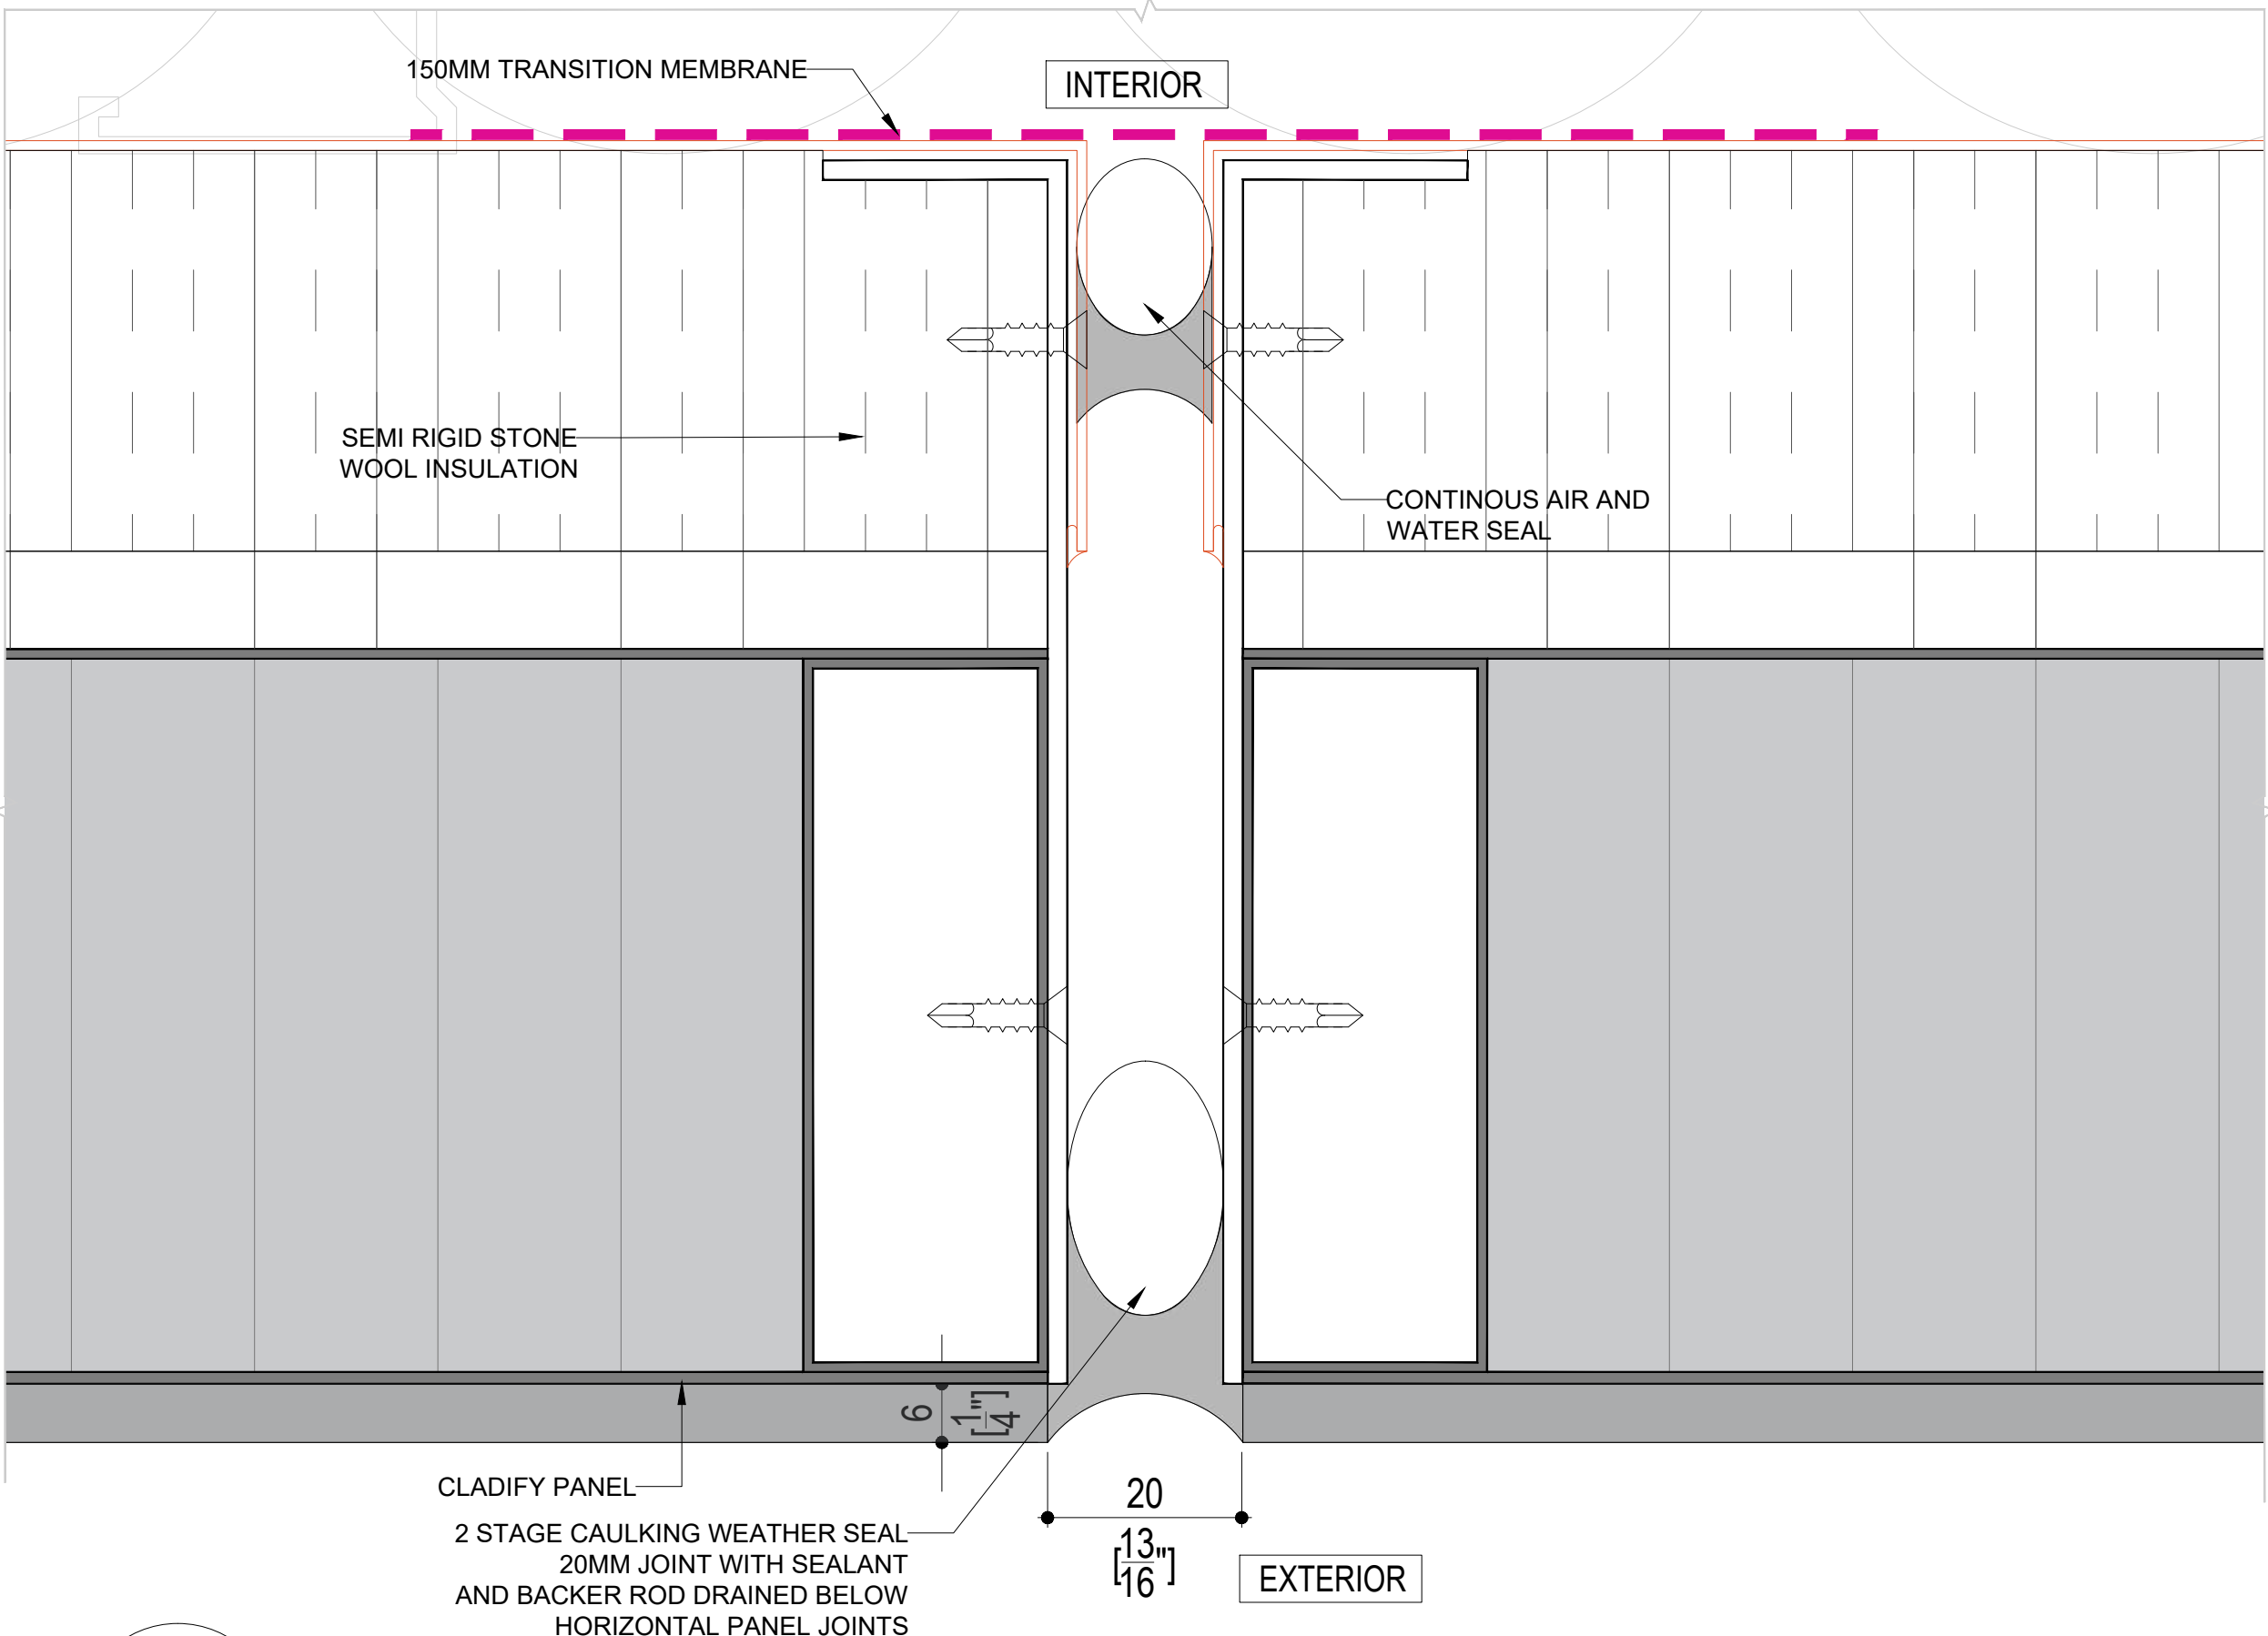 150MM TRANSITION MEMBRANE
INTERIOR
SEMI RIGID STONE
WOOL INSULATION
CONTINOUS AIR AND
WATER SEAL
6
[1/4"]
CLADIFY PANEL
2 STAGE CAULKING WEATHER SEAL
20MM JOINT WITH SEALANT
AND BACKER ROD DRAINED BELOW
HORIZONTAL PANEL JOINTS
20
[13/16"]
EXTERIOR